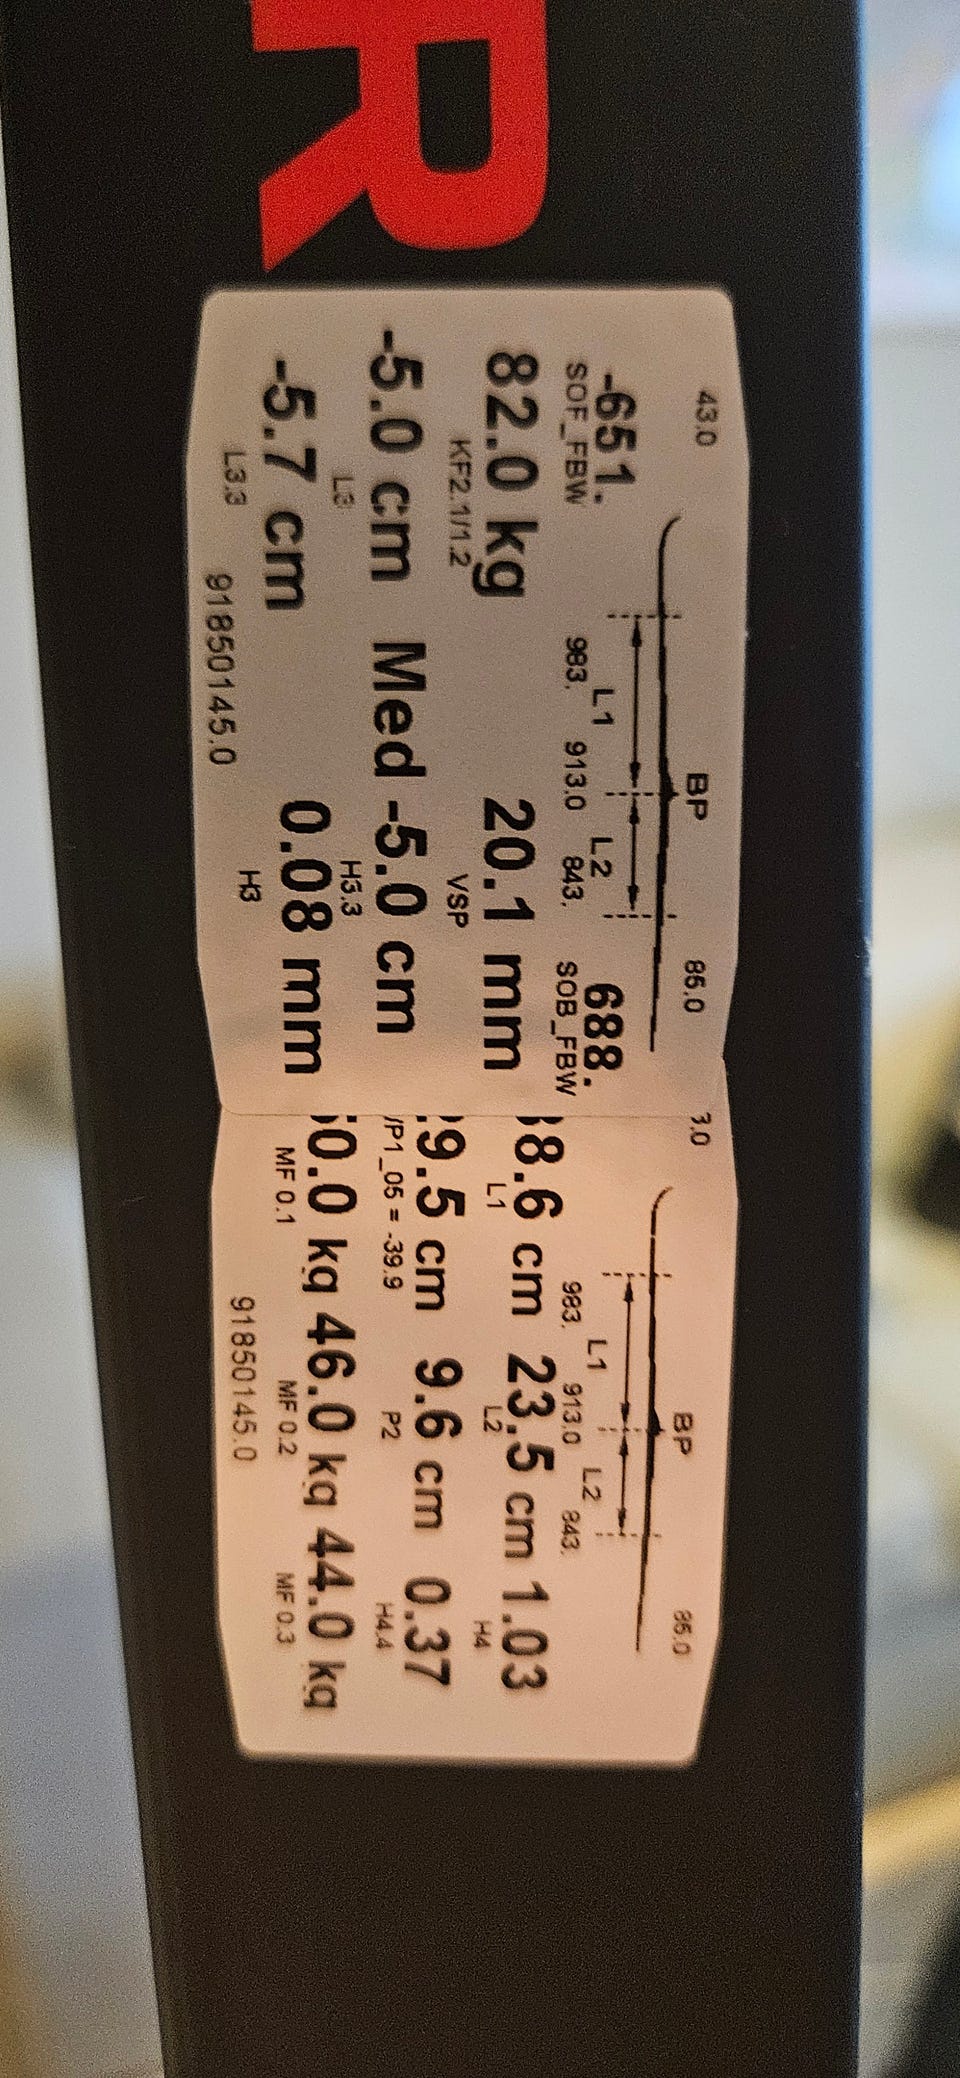 R
43.0 BP 86.0
L1 L2
-651. 983. 913.0 843. 688.
SOF_FBW SOB_FBW
82.0 kg 20.1 mm
KF2.1/1.2 VSP
-5.0 cm Med -5.0 cm
L3 H3.3
-5.7 cm 0.08 mm
L3.3 H3
91850145.0
3.0 BP 86.0
L1 L2
983. 913.0 843.
8.6 cm 23.5 cm 1.03
L1 L2 H4
9.5 cm 9.6 cm 0.37
/P1_05 = -39.9 P2 H4.4
0.0 kg 46.0 kg 44.0 kg
MF 0.1 MF 0.2 MF 0.3
91850145.0